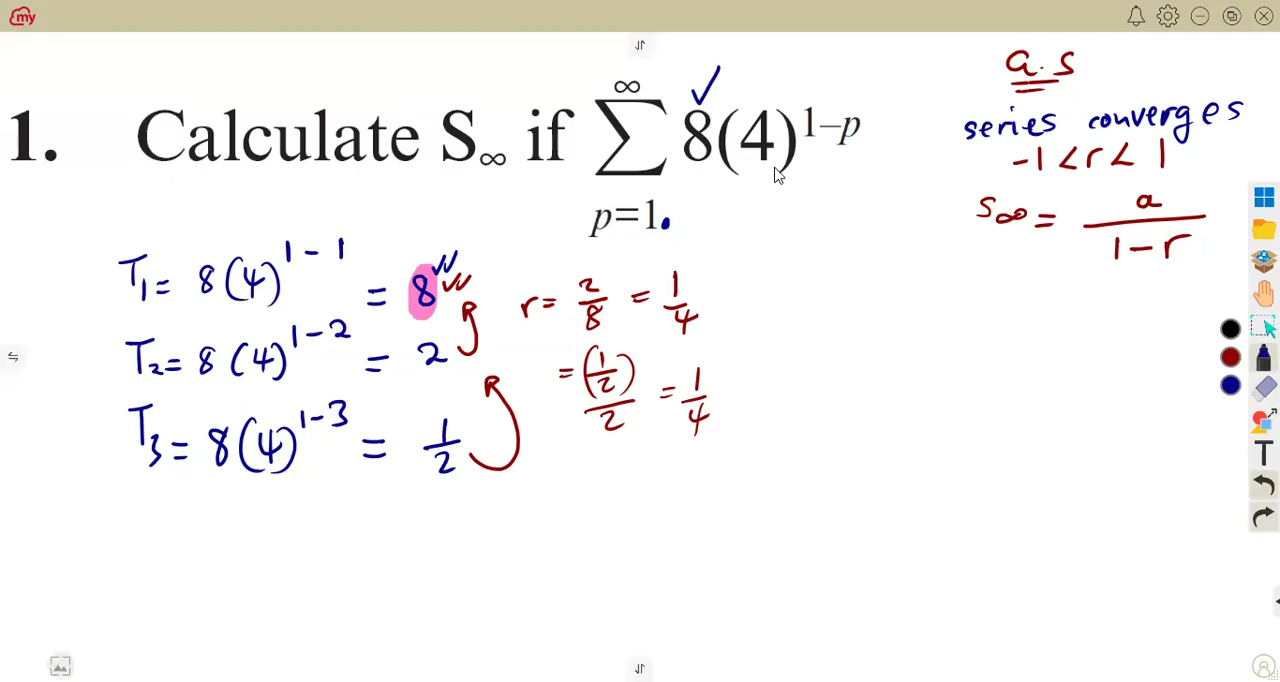 my
1. Calculate S∞ if ∞ ∑ p=1 8(4)^{1–p} ✓
G.S
series converges
-1 < r < 1
S∞ = a / 1 - r
T1 = 8(4)^{1-1} = 8
T2 = 8(4)^{1-2} = 2
T3 = 8(4)^{1-3} = 1/2
r = 2/8 = 1/4
= (1/2)/2 = 1/4
T